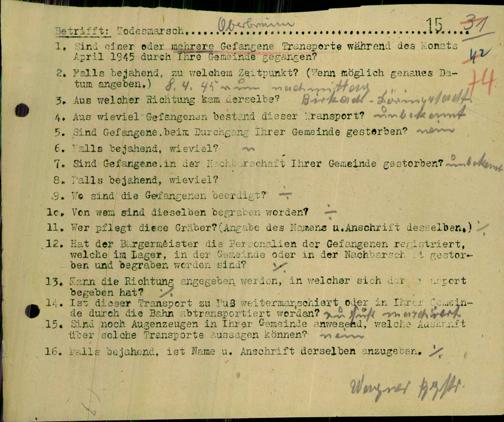 Betrifft: Todesmarsch Oberbrunn 15 31
42
74
1. Sind einer oder mehrere Gefangene Transporte während des Monats
April 1945 durch Ihre Gemeinde gegangen?
2. Falls bejahend, zu welchem Zeitpunkt? (Wenn möglich genaues Da-
tum angeben.) 8.4.45 nachmittag
3. Aus welcher Richtung kam derselbe?
4. Aus wieviel Gefangenen bestand dieser Transport? unbekannt
5. Sind Gefangene beim Durchgang Ihrer Gemeinde gestorben? nein
6. Falls bejahend, wieviel? n
7. Sind Gefangene in der Nachbarschaft Ihrer Gemeinde gestorben? unbekannt
8. Falls bejahend, wieviel?
9. Wo sind die Gefangenen beerdigt? ÷
1o. Von wem sind dieselben begraben worden? ÷
11. Wer pflegt diese Gräber?(Angabe des Namens u.Anschrift desselben.) ÷
12. Hat der Bürgermeister die Personalien der Gefangenen registriert,
welche im Lager, in der Gemeinde oder in der Nachbarschaft gestor-
ben und begraben worden sind? ÷
13. Kann die Richtung angegeben werden, in welcher sich der Transport
begeben hat? ÷
14. Ist dieser Transport zu Fuß weitermarschiert oder in Ihrer Gemein-
de durch die Bahn abtransportiert worden? zu Fuß marschiert
15. Sind noch Augenzeugen in Ihrer Gemeinde anwesend, welche Auskunft
über solche Transporte aussagen können? nein
16. Falls bejahend, ist Name u. Anschrift derselben anzugeben. ÷
Wagner